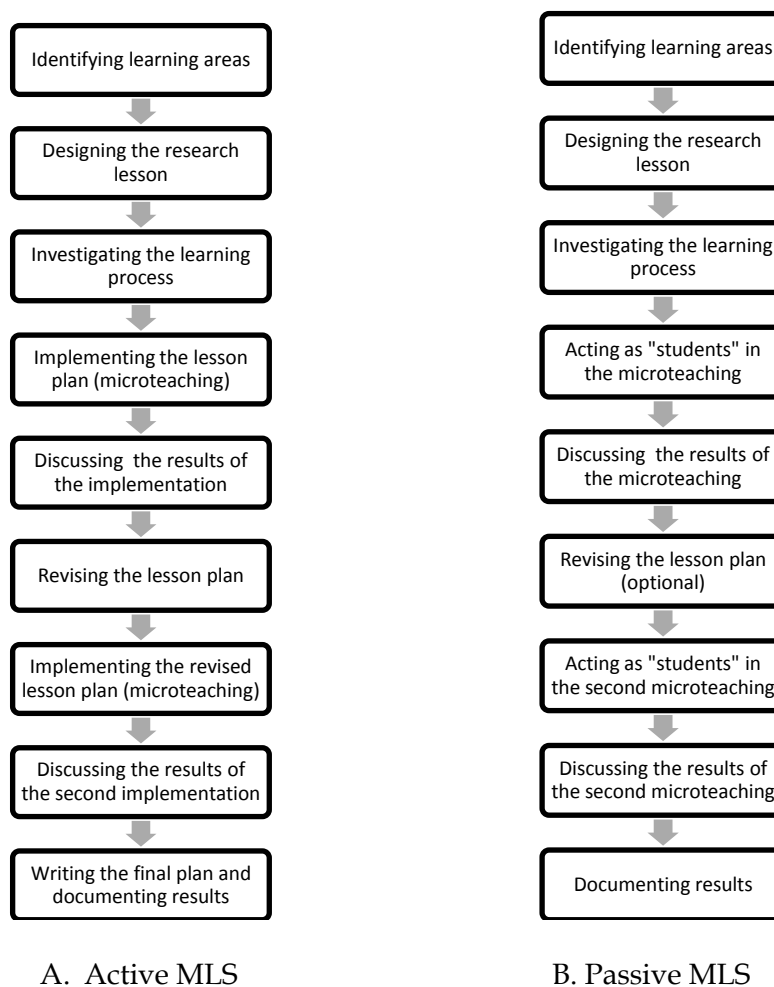 Identifying learning areas
Designing the research
lesson
Investigating the learning
process
Implementing the lesson
plan (microteaching)
Discussing  the results of
the implementation
Revising the lesson plan
Implementing the revised
lesson plan (microteaching)
Discussing the results of
the second implementation
Writing the final plan and
documenting results
A. Active MLS
Identifying learning areas
Designing the research
lesson
Investigating the learning
process
Acting as "students" in
the microteaching
Discussing  the results of
the microteaching
Revising the lesson plan
(optional)
Acting as "students" in
the second microteaching
Discussing the results of
the second microteaching
Documenting results
B. Passive MLS